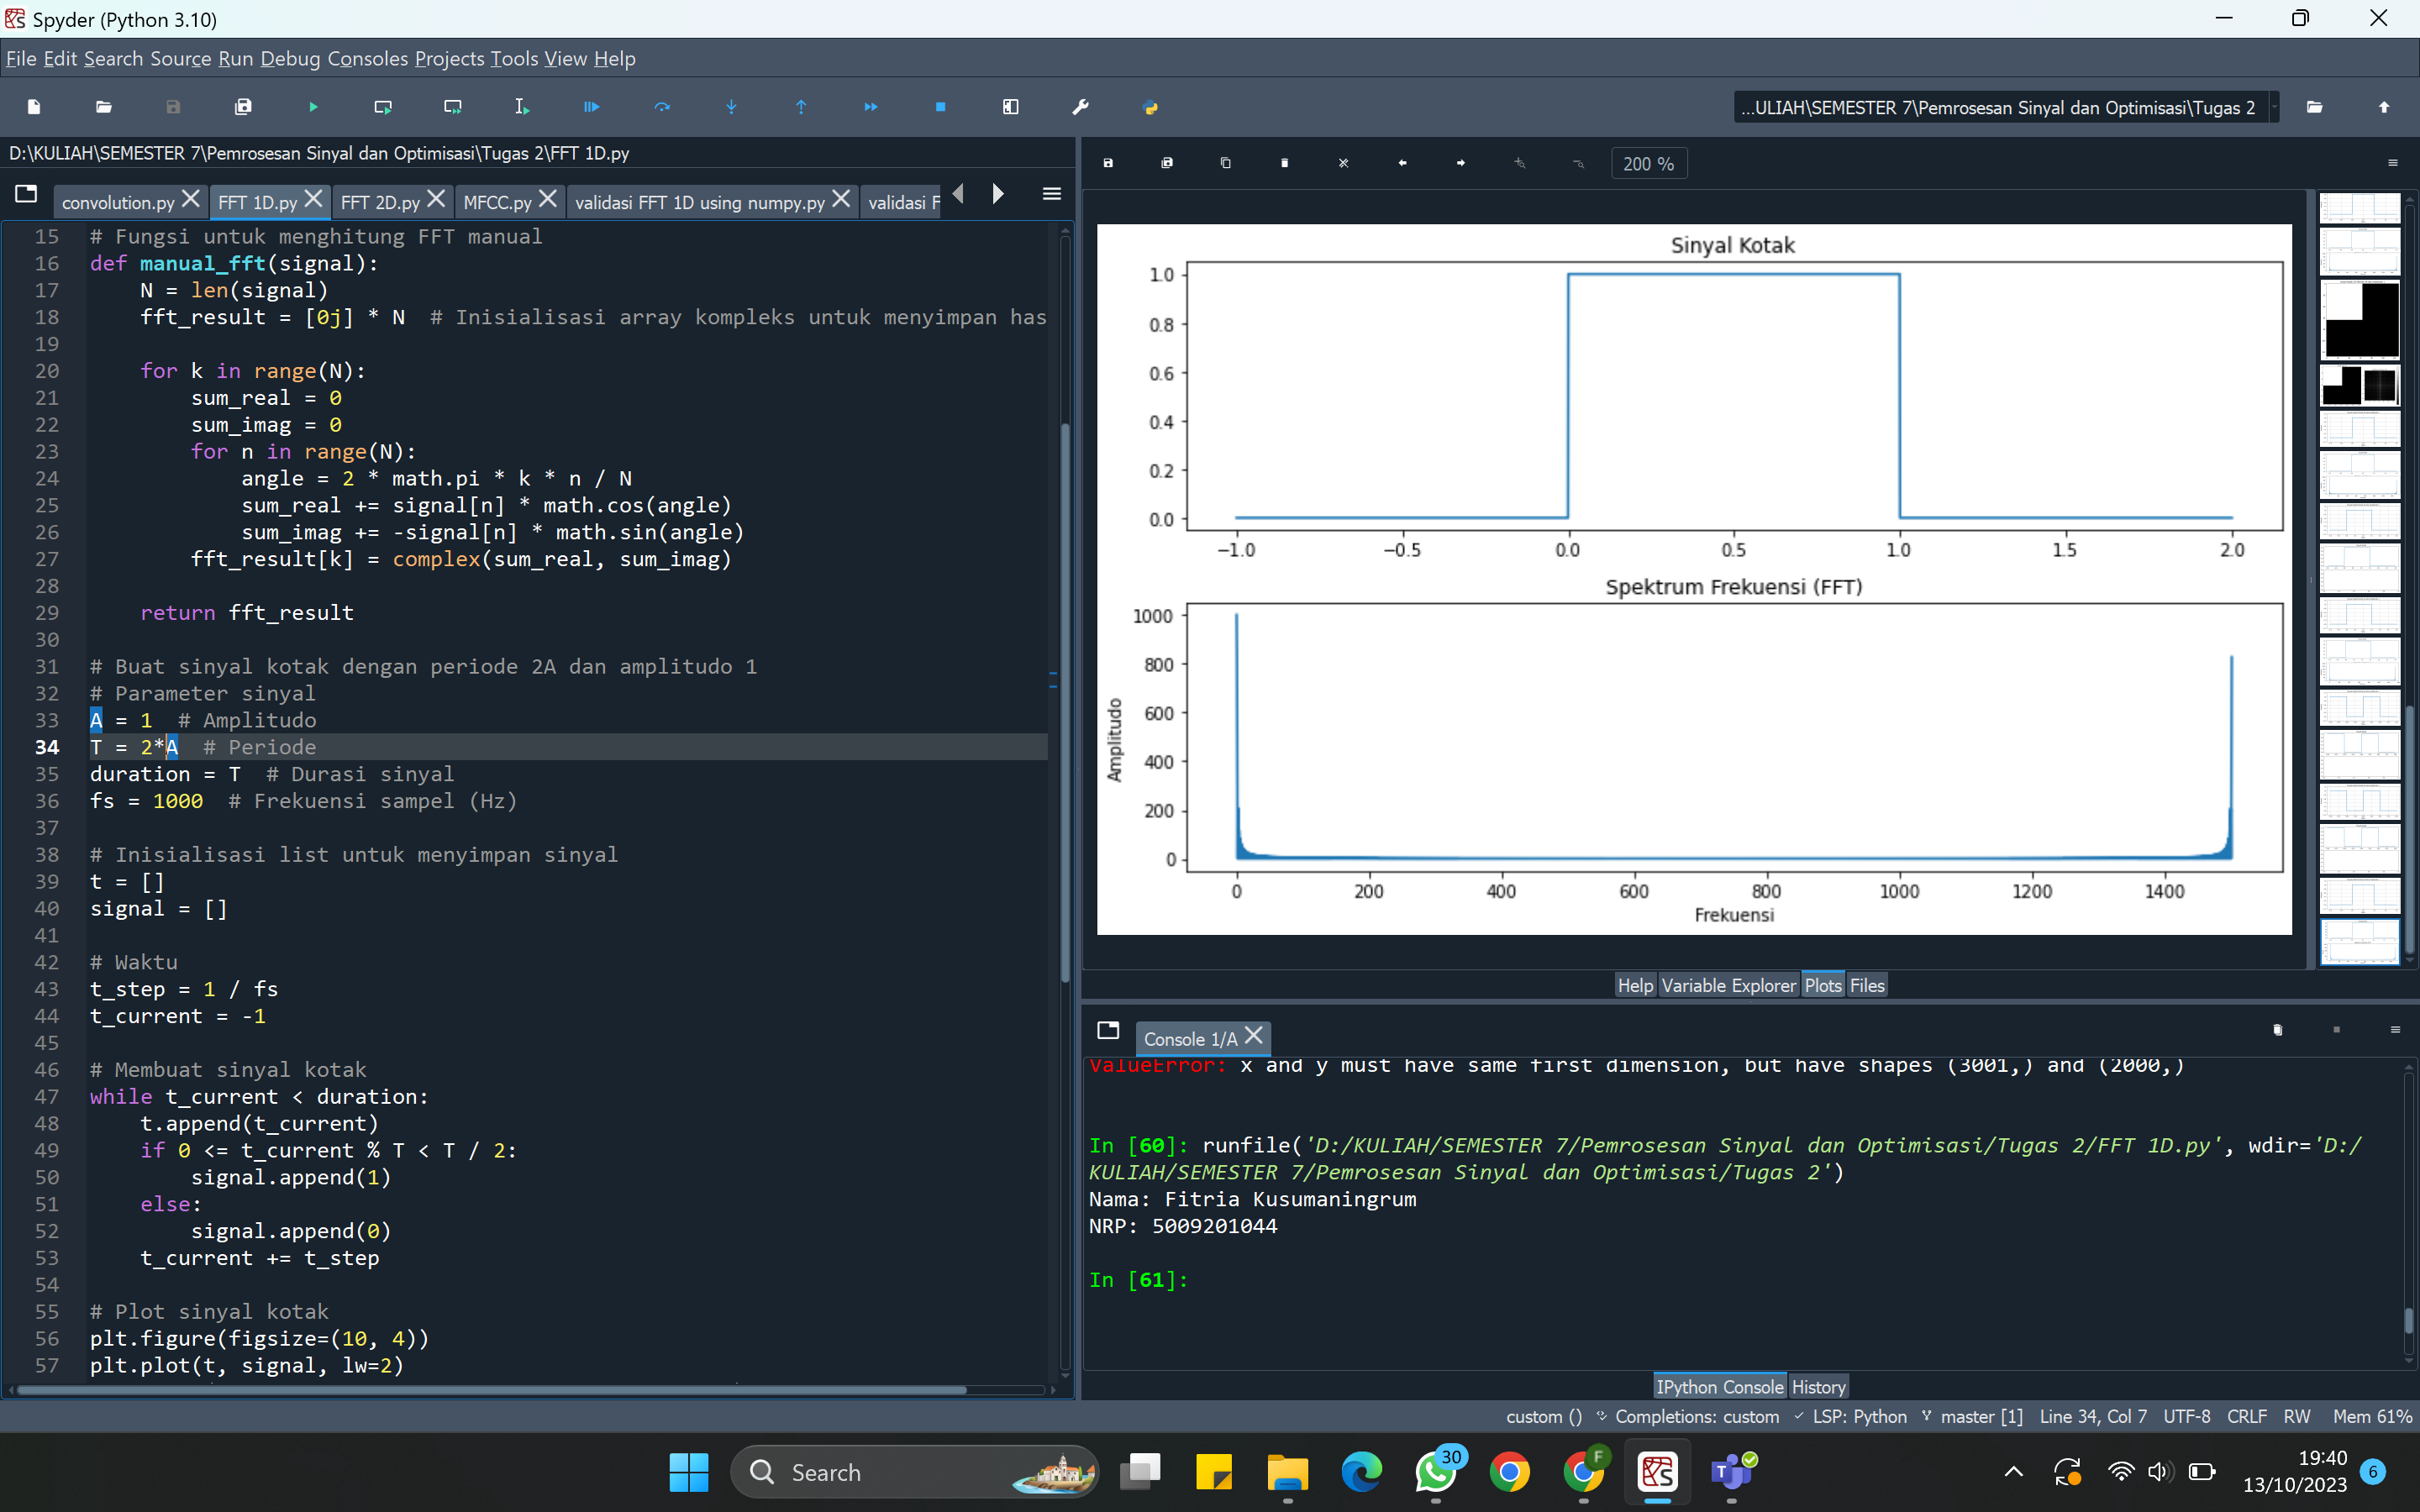 Spyder (Python 3.10)
File Edit Search Source Run Debug Consoles Projects Tools View Help
...ULIAH\SEMESTER 7\Pemrosesan Sinyal dan Optimisasi\Tugas 2
D:\KULIAH\SEMESTER 7\Pemrosesan Sinyal dan Optimisasi\Tugas 2\FFT 1D.py
convolution.py FFT 1D.py FFT 2D.py MFCC.py validasi FFT 1D using numpy.py validasi F
15 # Fungsi untuk menghitung FFT manual
16 def manual_fft(signal):
17 N = len(signal)
18 fft_result = [0j] * N # Inisialisasi array kompleks untuk menyimpan has
19
20 for k in range(N):
21 sum_real = 0
22 sum_imag = 0
23 for n in range(N):
24 angle = 2 * math.pi * k * n / N
25 sum_real += signal[n] * math.cos(angle)
26 sum_imag += -signal[n] * math.sin(angle)
27 fft_result[k] = complex(sum_real, sum_imag)
28
29 return fft_result
30
31 # Buat sinyal kotak dengan periode 2A dan amplitudo 1
32 # Parameter sinyal
33 A = 1 # Amplitudo
34 T = 2*A # Periode
35 duration = T # Durasi sinyal
36 fs = 1000 # Frekuensi sampel (Hz)
37
38 # Inisialisasi list untuk menyimpan sinyal
39 t = []
40 signal = []
41
42 # Waktu
43 t_step = 1 / fs
44 t_current = -1
45
46 # Membuat sinyal kotak
47 while t_current < duration:
48 t.append(t_current)
49 if 0 <= t_current % T < T / 2:
50 signal.append(1)
51 else:
52 signal.append(0)
53 t_current += t_step
54
55 # Plot sinyal kotak
56 plt.figure(figsize=(10, 4))
57 plt.plot(t, signal, lw=2)
200 %
Sinyal Kotak
1.0
0.8
0.6
0.4
0.2
0.0
−1.0 −0.5 0.0 0.5 1.0 1.5 2.0
Spektrum Frekuensi (FFT)
Amplitudo
1000
800
600
400
200
0
0 200 400 600 800 1000 1200 1400
Frekuensi
Help Variable Explorer Plots Files
Console 1/A
ValueError: x and y must have same first dimension, but have shapes (3001,) and (2000,)
In [60]: runfile('D:/KULIAH/SEMESTER 7/Pemrosesan Sinyal dan Optimisasi/Tugas 2/FFT 1D.py', wdir='D:/
KULIAH/SEMESTER 7/Pemrosesan Sinyal dan Optimisasi/Tugas 2')
Nama: Fitria Kusumaningrum
NRP: 5009201044
In [61]:
IPython Console History
custom () Completions: custom LSP: Python master [1] Line 34, Col 7 UTF-8 CRLF RW Mem 61%
Search
30
F
19:40
13/10/2023
6